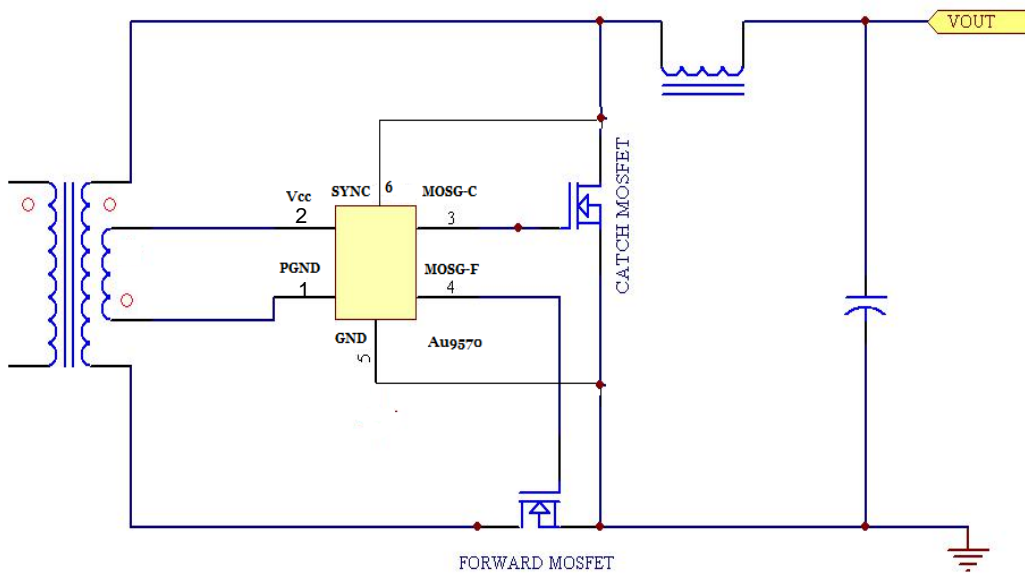 VOUT
SYNC 6 MOSG-C
Vcc
2 3
CATCH MOSFET
PGND MOSG-F
1 4
GND Au9570
5
FORWARD MOSFET